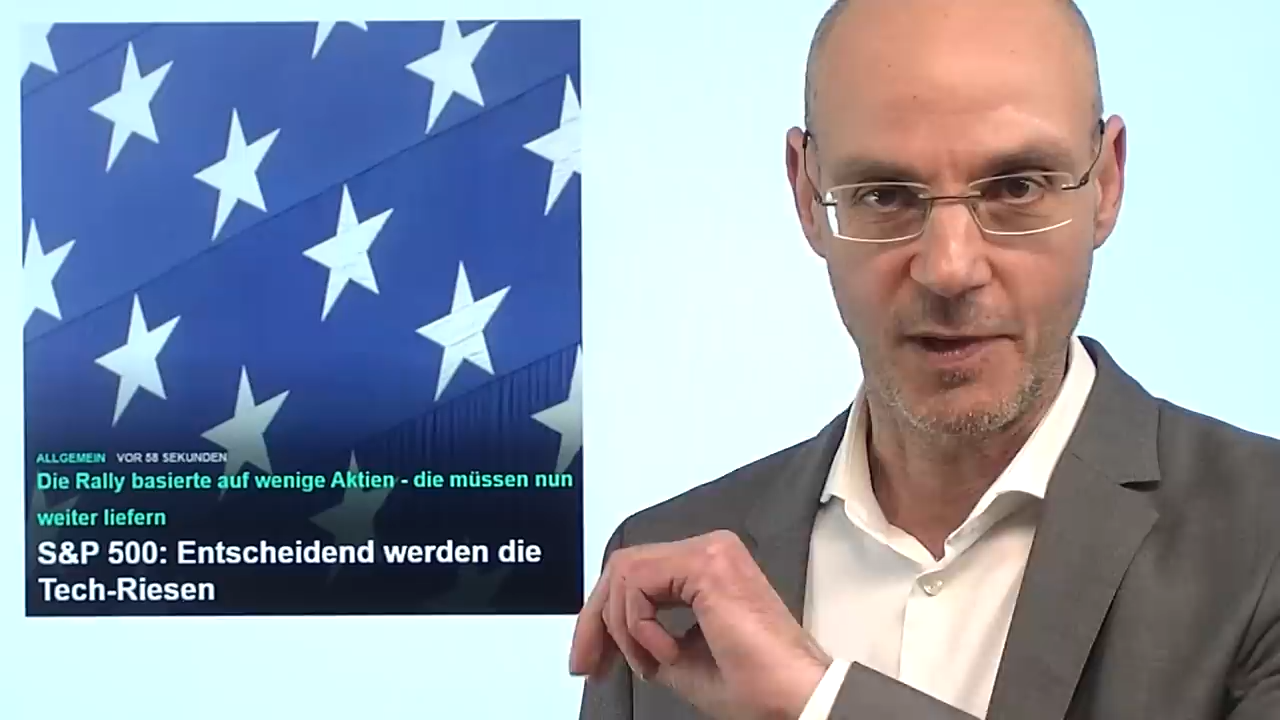 ALLGEMEIN VOR 58 SEKUNDEN
Die Rally basierte auf wenige Aktien - die müssen nun
weiter liefern
S&P 500: Entscheidend werden die
Tech-Riesen